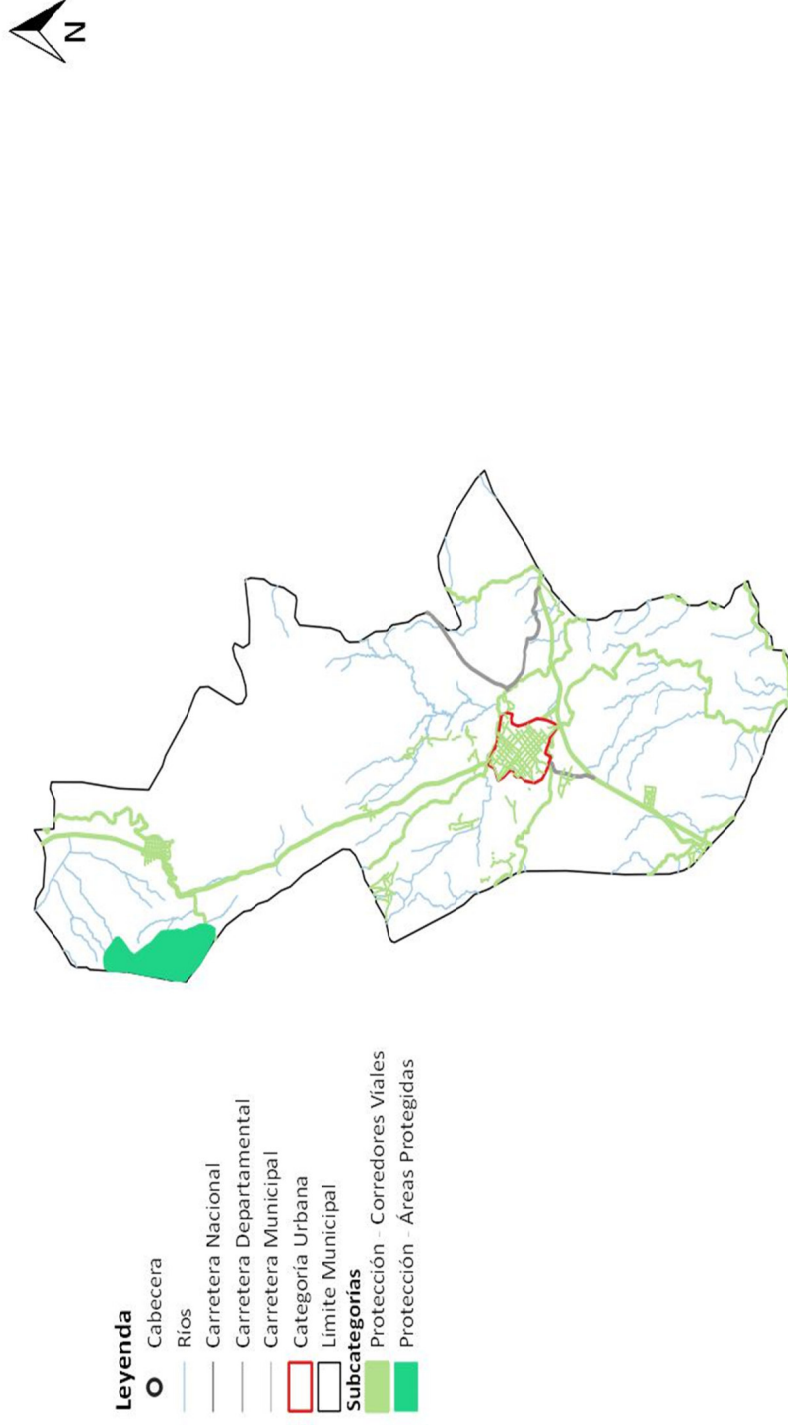 N
Leyenda
Cabecera
Ríos
Carretera Nacional
Carretera Departamental
Carretera Municipal
Categoría Urbana
Límite Municipal
Subcategorías
Protección - Corredores Viales
Protección - Áreas Protegidas